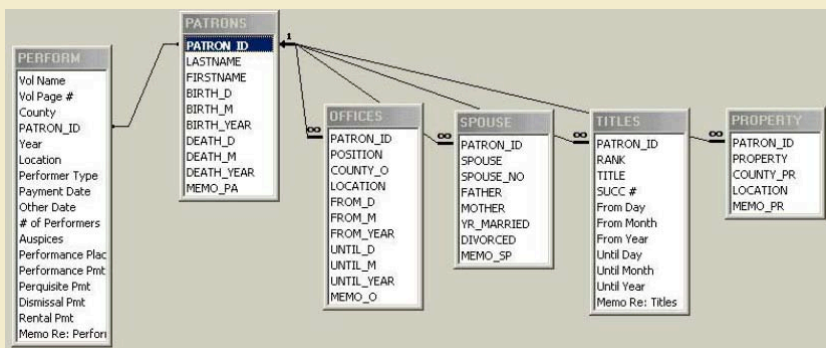 PERFORM
Vol Name
Vol Page #
County
PATRON_ID
Year
Location
Performer Type
Payment Date
Other Date
# of Performers
Auspices
Performance Plac
Performance Pmt
Perquisite Pmt
Dismissal Pmt
Rental Pmt
Memo Re: Perforr
PATRONS
PATRON_ID
LASTNAME
FIRSTNAME
BIRTH_D
BIRTH_M
BIRTH_YEAR
DEATH_D
DEATH_M
DEATH_YEAR
MEMO_PA
1
∞
OFFICES
PATRON_ID
POSITION
COUNTY_O
LOCATION
FROM_D
FROM_M
FROM_YEAR
UNTIL_D
UNTIL_M
UNTIL_YEAR
MEMO_O
∞
SPOUSE
PATRON_ID
SPOUSE
SPOUSE_NO
FATHER
MOTHER
YR_MARRIED
DIVORCED
MEMO_SP
∞
TITLES
PATRON_ID
RANK
TITLE
SUCC #
From Day
From Month
From Year
Until Day
Until Month
Until Year
Memo Re: Titles
∞
PROPERTY
PATRON_ID
PROPERTY
COUNTY_PR
LOCATION
MEMO_PR